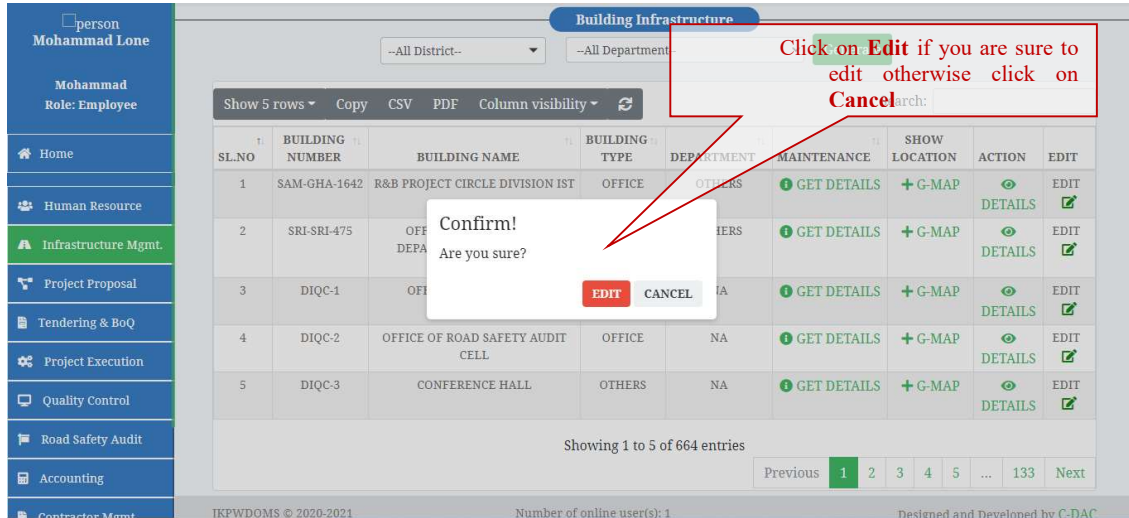 person
Mohammad Lone
Mohammad
Role: Employee
Home
Human Resource
Infrastructure Mgmt.
Project Proposal
Tendering & BoQ
Project Execution
Quality Control
Road Safety Audit
Accounting
Contractor Mgmt.
Building Infrastructure
--All District-- --All Department--
Click on Edit if you are sure to
edit otherwise click on
Cancel
Show 5 rows Copy CSV PDF Column visibility arch:
SL.NO BUILDING NUMBER BUILDING NAME BUILDING TYPE DEPARTMENT MAINTENANCE SHOW LOCATION ACTION EDIT
1 SAM-GHA-1642 R&B PROJECT CIRCLE DIVISION IST OFFICE OTHERS GET DETAILS + G-MAP DETAILS EDIT
2 SRI-SRI-475 OFF DEPA HERS GET DETAILS + G-MAP DETAILS EDIT
3 DIQC-1 OFF NA GET DETAILS + G-MAP DETAILS EDIT
4 DIQC-2 OFFICE OF ROAD SAFETY AUDIT CELL OFFICE NA GET DETAILS + G-MAP DETAILS EDIT
5 DIQC-3 CONFERENCE HALL OTHERS NA GET DETAILS + G-MAP DETAILS EDIT
Confirm!
Are you sure?
EDIT CANCEL
Showing 1 to 5 of 664 entries
Previous 1 2 3 4 5 ... 133 Next
JKPWDOMS © 2020-2021 Number of online user(s): 1 Designed and Developed by C-DAC